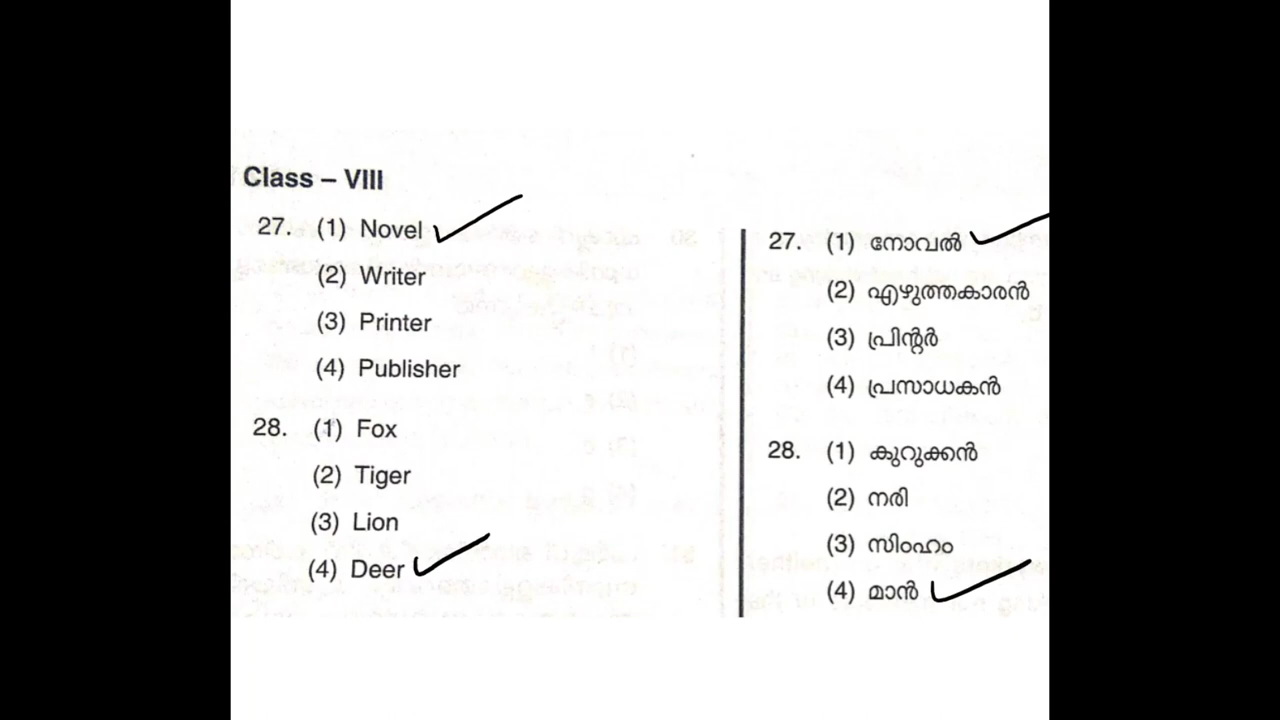 Class – VIII
27. (1) Novel
(2) Writer
(3) Printer
(4) Publisher
28. (1) Fox
(2) Tiger
(3) Lion
(4) Deer
27. (1) നോവൽ
(2) എഴുത്തകാരൻ
(3) പ്രിന്റർ
(4) പ്രസാധകൻ
28. (1) കുറുക്കൻ
(2) നരി
(3) സിംഹം
(4) മാൻ